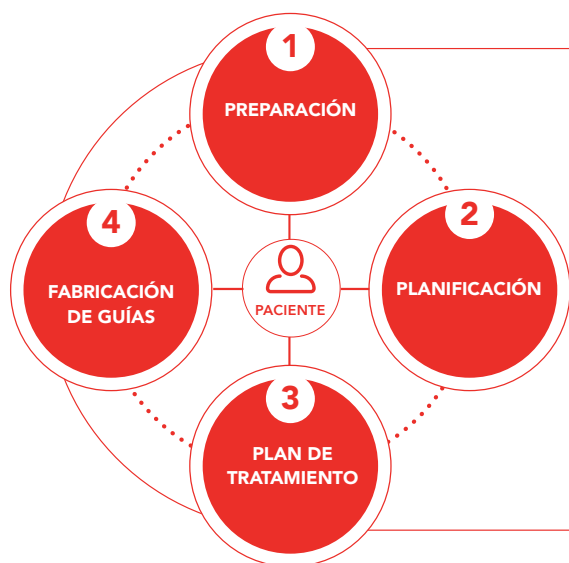 1
PREPARACIÓN
2
PLANIFICACIÓN
3
PLAN DE
TRATAMIENTO
4
FABRICACIÓN
DE GUÍAS
PACIENTE